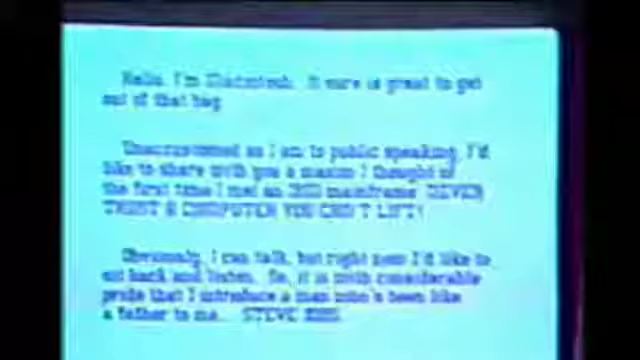 Hello, I'm Macintosh. It sure is great to get
out of that bag
Unaccustomed as I am to public speaking, I'd
like to share with you a maxim I thought of
the first time I met an IBM mainframe: NEVER
TRUST A COMPUTER YOU CAN'T LIFT!
Obviously, I can talk, but right now I'd like to
sit back and listen. So, it is with considerable
pride that I introduce a man who's been like
a father to me... STEVE JOBS.